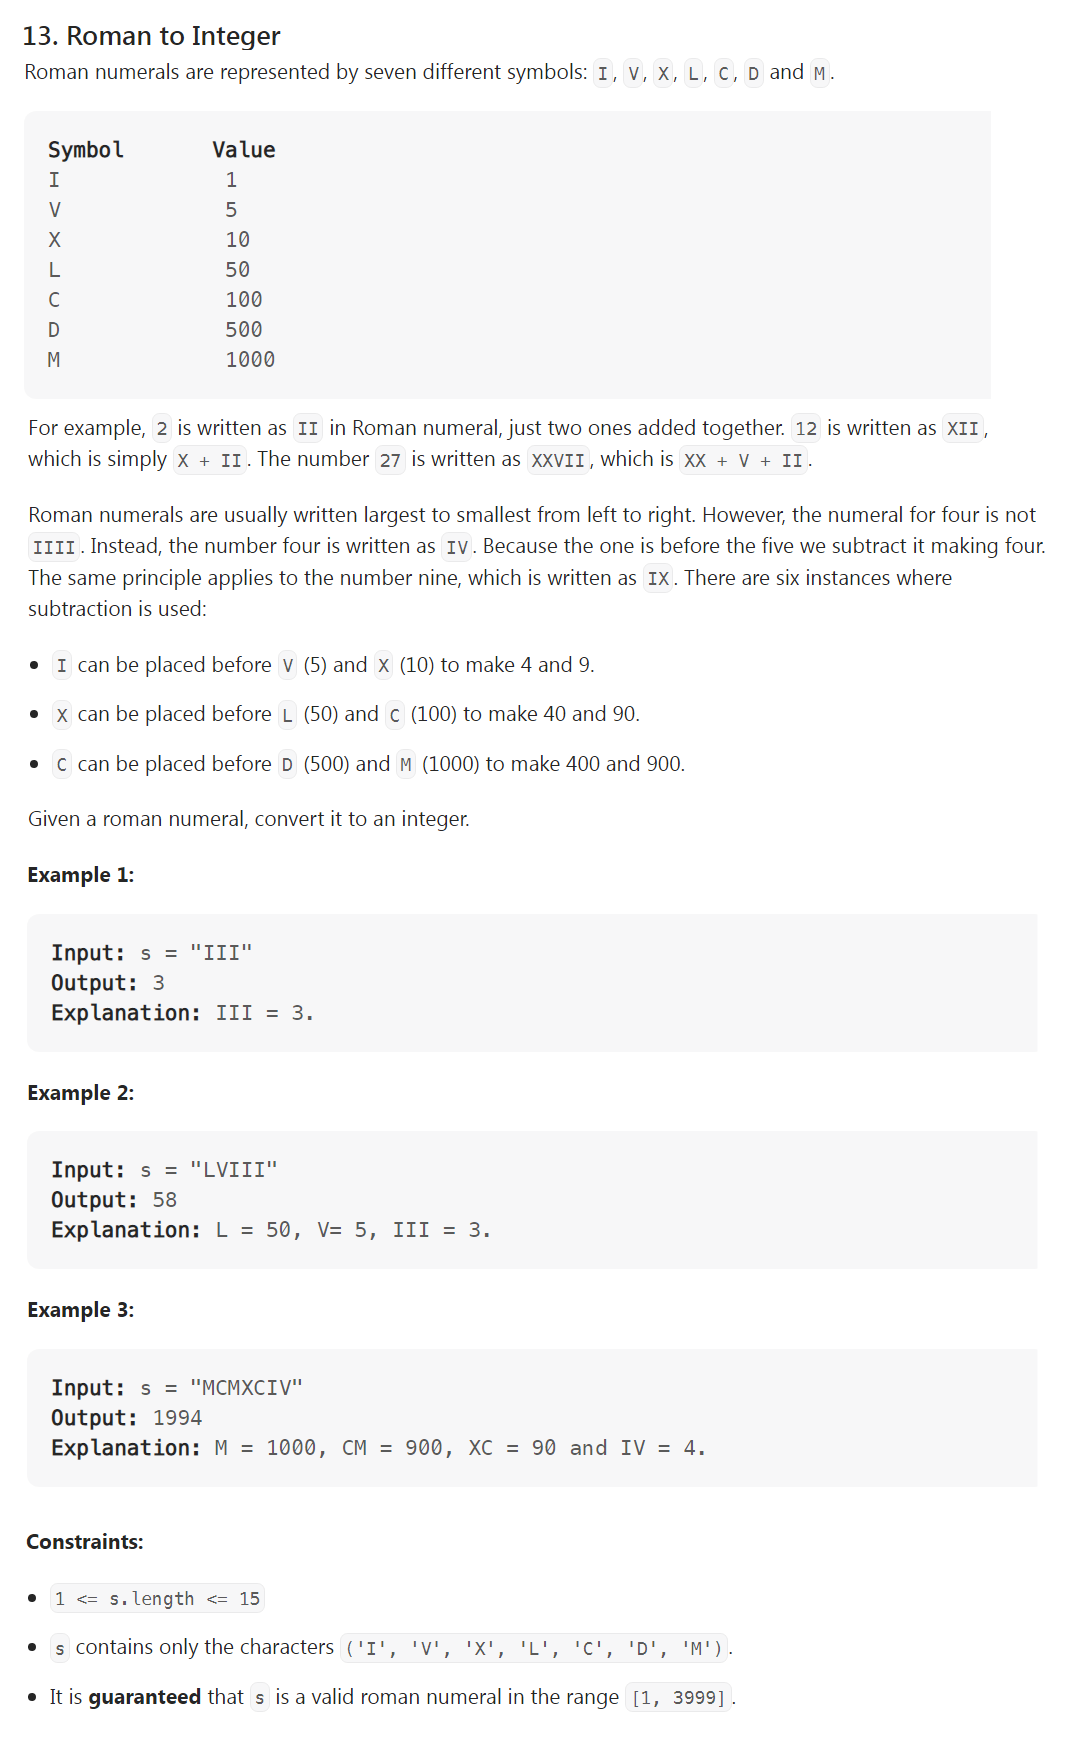 13. Roman to Integer
Roman numerals are represented by seven different symbols: I, V, X, L, C, D and M.
Symbol Value
I 1
V 5
X 10
L 50
C 100
D 500
M 1000
For example, 2 is written as II in Roman numeral, just two ones added together. 12 is written as XII,
which is simply X + II. The number 27 is written as XXVII, which is XX + V + II.
Roman numerals are usually written largest to smallest from left to right. However, the numeral for four is not
IIII. Instead, the number four is written as IV. Because the one is before the five we subtract it making four.
The same principle applies to the number nine, which is written as IX. There are six instances where
subtraction is used:
• I can be placed before V (5) and X (10) to make 4 and 9.
• X can be placed before L (50) and C (100) to make 40 and 90.
• C can be placed before D (500) and M (1000) to make 400 and 900.
Given a roman numeral, convert it to an integer.
Example 1:
Input: s = "III"
Output: 3
Explanation: III = 3.
Example 2:
Input: s = "LVIII"
Output: 58
Explanation: L = 50, V= 5, III = 3.
Example 3:
Input: s = "MCMXCIV"
Output: 1994
Explanation: M = 1000, CM = 900, XC = 90 and IV = 4.
Constraints:
• 1 <= s.length <= 15
• s contains only the characters ('I', 'V', 'X', 'L', 'C', 'D', 'M').
• It is guaranteed that s is a valid roman numeral in the range [1, 3999].